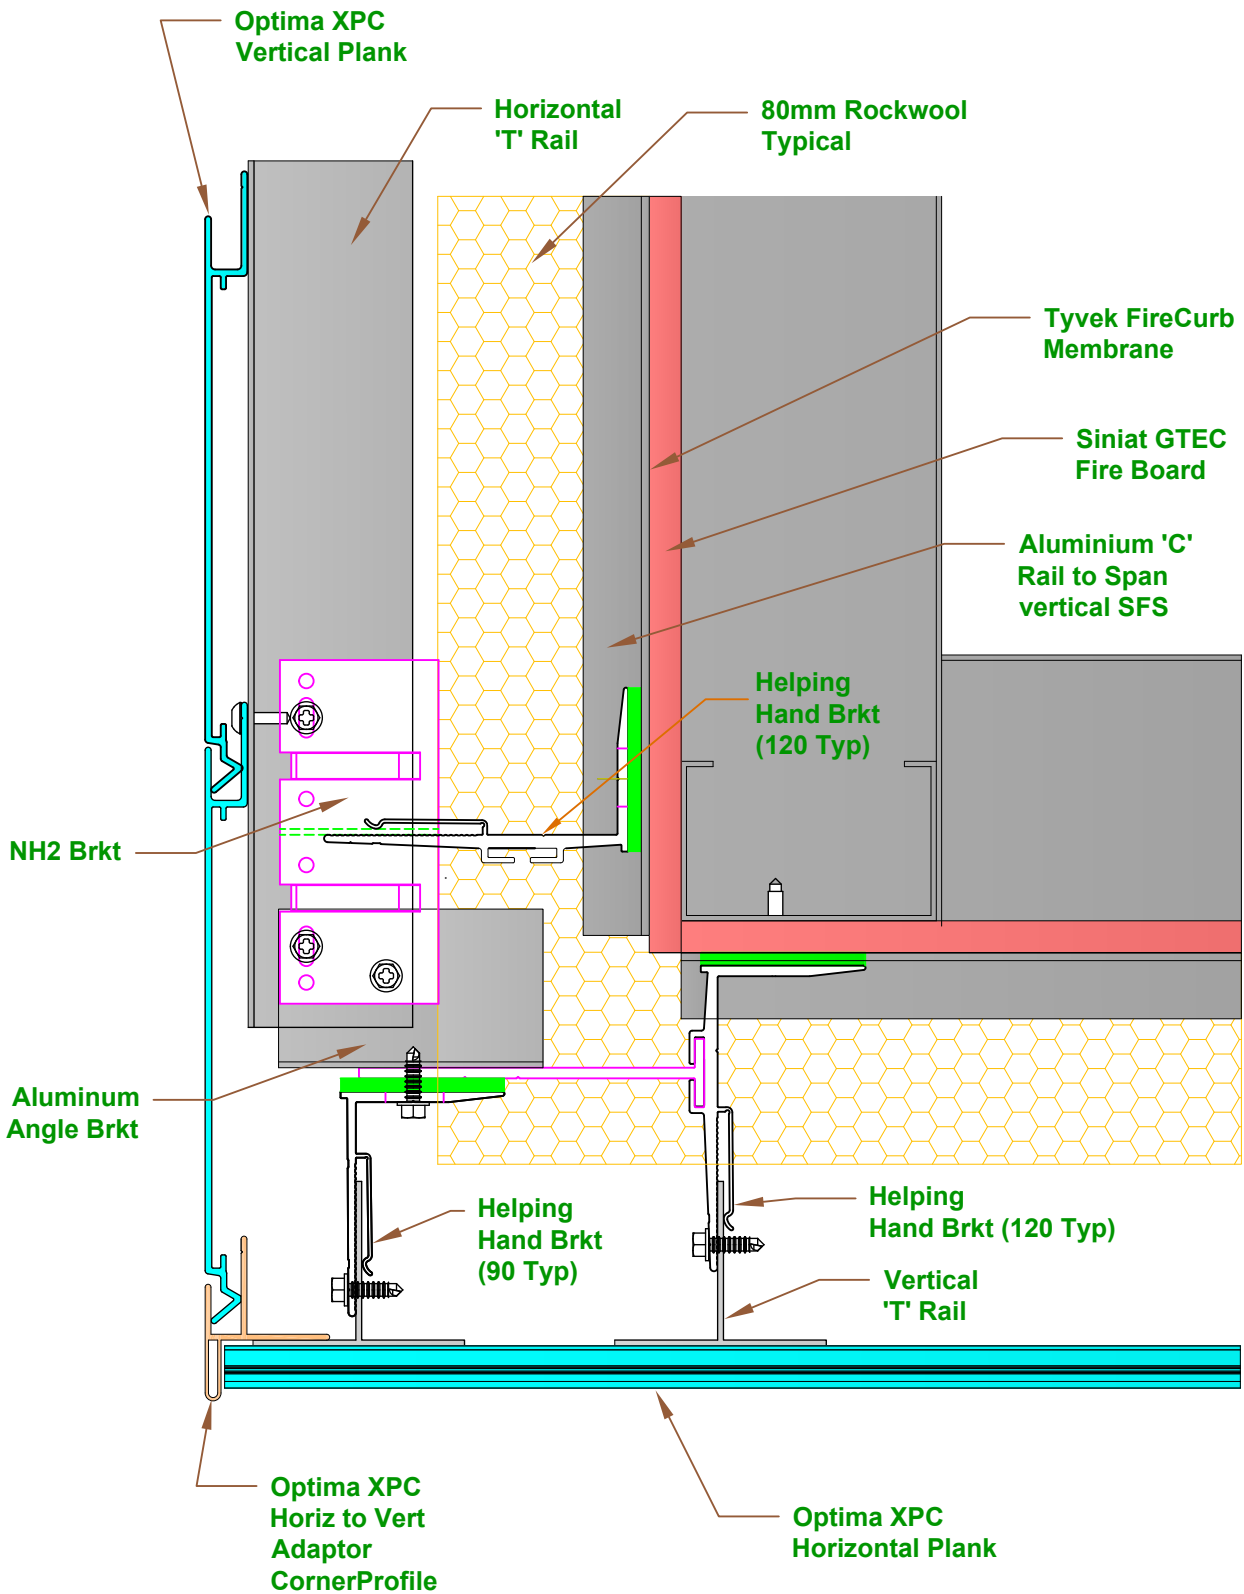 Optima XPC
Vertical Plank
Horizontal
'T' Rail
80mm Rockwool
Typical
Tyvek FireCurb
Membrane
Siniat GTEC
Fire Board
Aluminium 'C'
Rail to Span
vertical SFS
Helping
Hand Brkt
(120 Typ)
NH2 Brkt
Aluminum
Angle Brkt
Helping
Hand Brkt
(90 Typ)
Helping
Hand Brkt (120 Typ)
Vertical
'T' Rail
Optima XPC
Horiz to Vert
Adaptor
CornerProfile
Optima XPC
Horizontal Plank